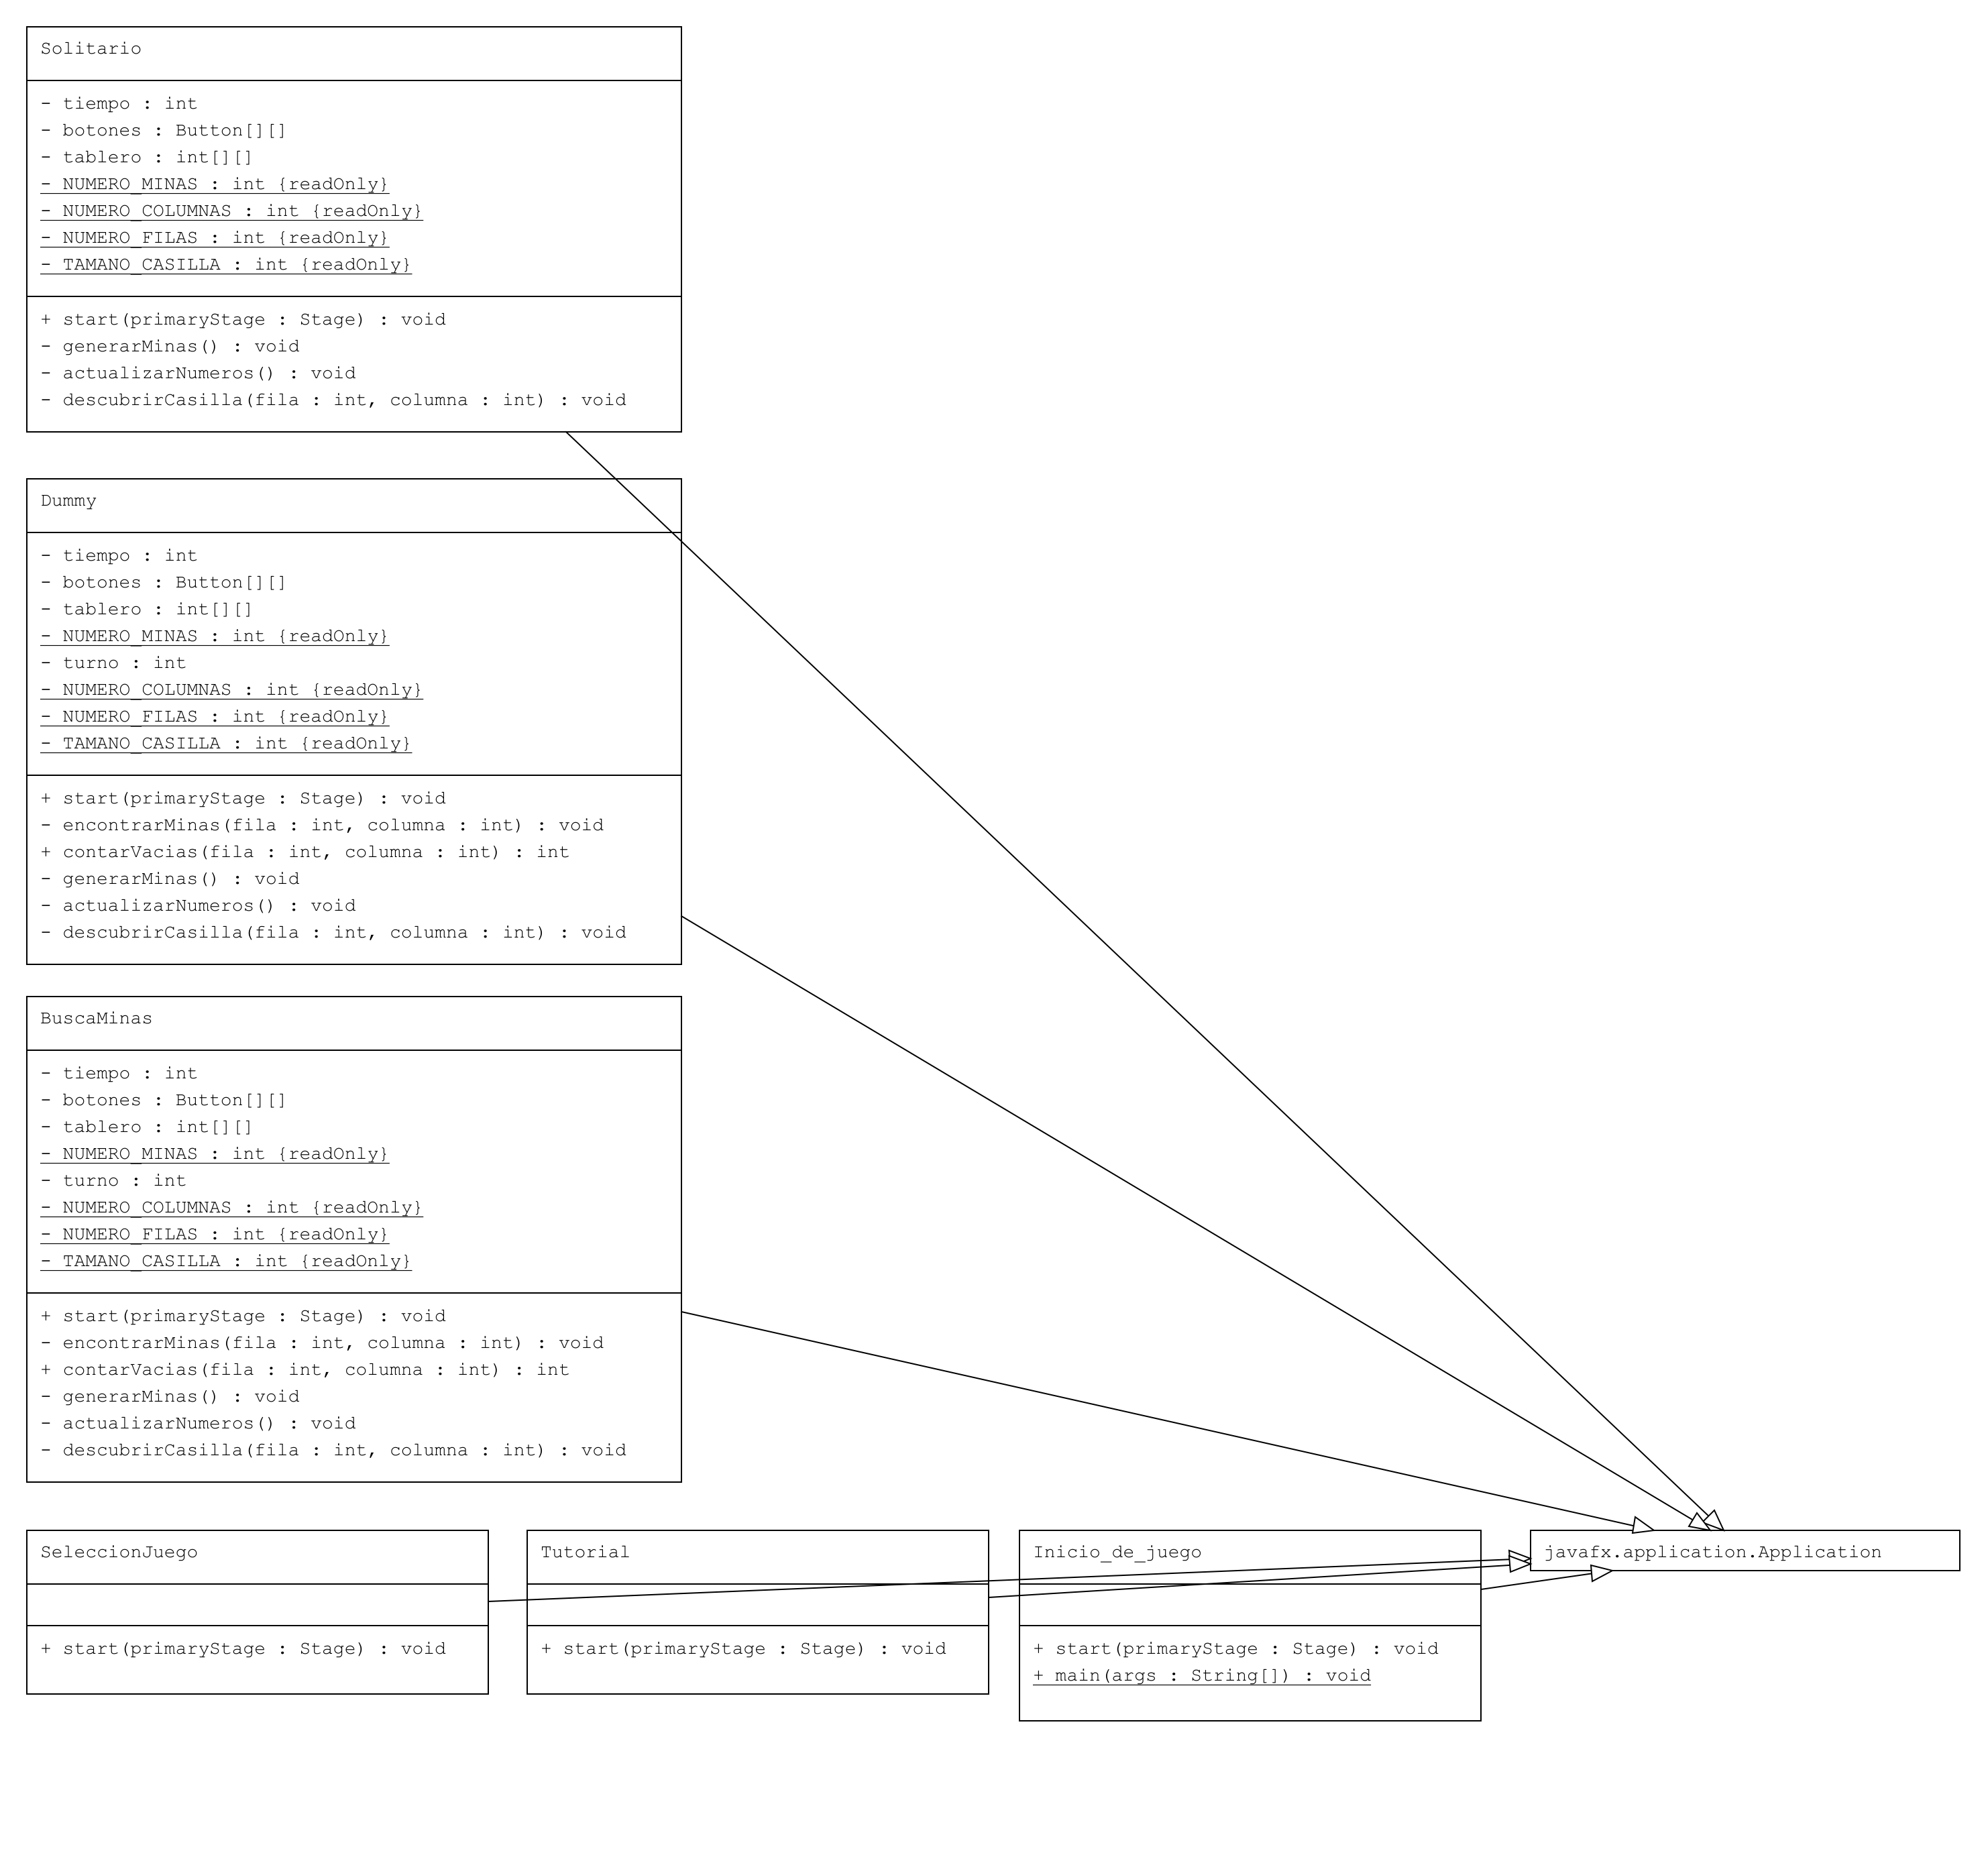 Solitario
- tiempo : int
- botones : Button[][]
- tablero : int[][]
- NUMERO_MINAS : int {readOnly}
- NUMERO_COLUMNAS : int {readOnly}
- NUMERO_FILAS : int {readOnly}
- TAMANO_CASILLA : int {readOnly}
+ start(primaryStage : Stage) : void
- generarMinas() : void
- actualizarNumeros() : void
- descubrirCasilla(fila : int, columna : int) : void
Dummy
- tiempo : int
- botones : Button[][]
- tablero : int[][]
- NUMERO_MINAS : int {readOnly}
- turno : int
- NUMERO_COLUMNAS : int {readOnly}
- NUMERO_FILAS : int {readOnly}
- TAMANO_CASILLA : int {readOnly}
+ start(primaryStage : Stage) : void
- encontrarMinas(fila : int, columna : int) : void
+ contarVacias(fila : int, columna : int) : int
- generarMinas() : void
- actualizarNumeros() : void
- descubrirCasilla(fila : int, columna : int) : void
BuscaMinas
- tiempo : int
- botones : Button[][]
- tablero : int[][]
- NUMERO_MINAS : int {readOnly}
- turno : int
- NUMERO_COLUMNAS : int {readOnly}
- NUMERO_FILAS : int {readOnly}
- TAMANO_CASILLA : int {readOnly}
+ start(primaryStage : Stage) : void
- encontrarMinas(fila : int, columna : int) : void
+ contarVacias(fila : int, columna : int) : int
- generarMinas() : void
- actualizarNumeros() : void
- descubrirCasilla(fila : int, columna : int) : void
SeleccionJuego
+ start(primaryStage : Stage) : void
Tutorial
+ start(primaryStage : Stage) : void
Inicio_de_juego
+ start(primaryStage : Stage) : void
+ main(args : String[]) : void
javafx.application.Application